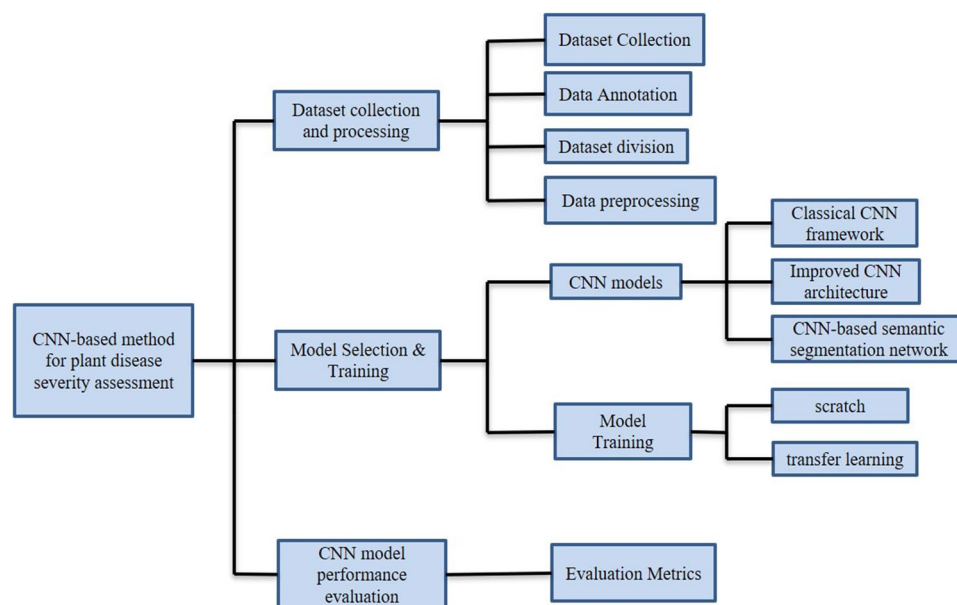 CNN-based method
for plant disease
severity assessment
Dataset collection
and processing
Dataset Collection
Data Annotation
Dataset division
Data preprocessing
Model Selection &
Training
CNN models
Classical CNN
framework
Improved CNN
architecture
CNN-based semantic
segmentation network
Model
Training
scratch
transfer learning
CNN model
performance
evaluation
Evaluation Metrics